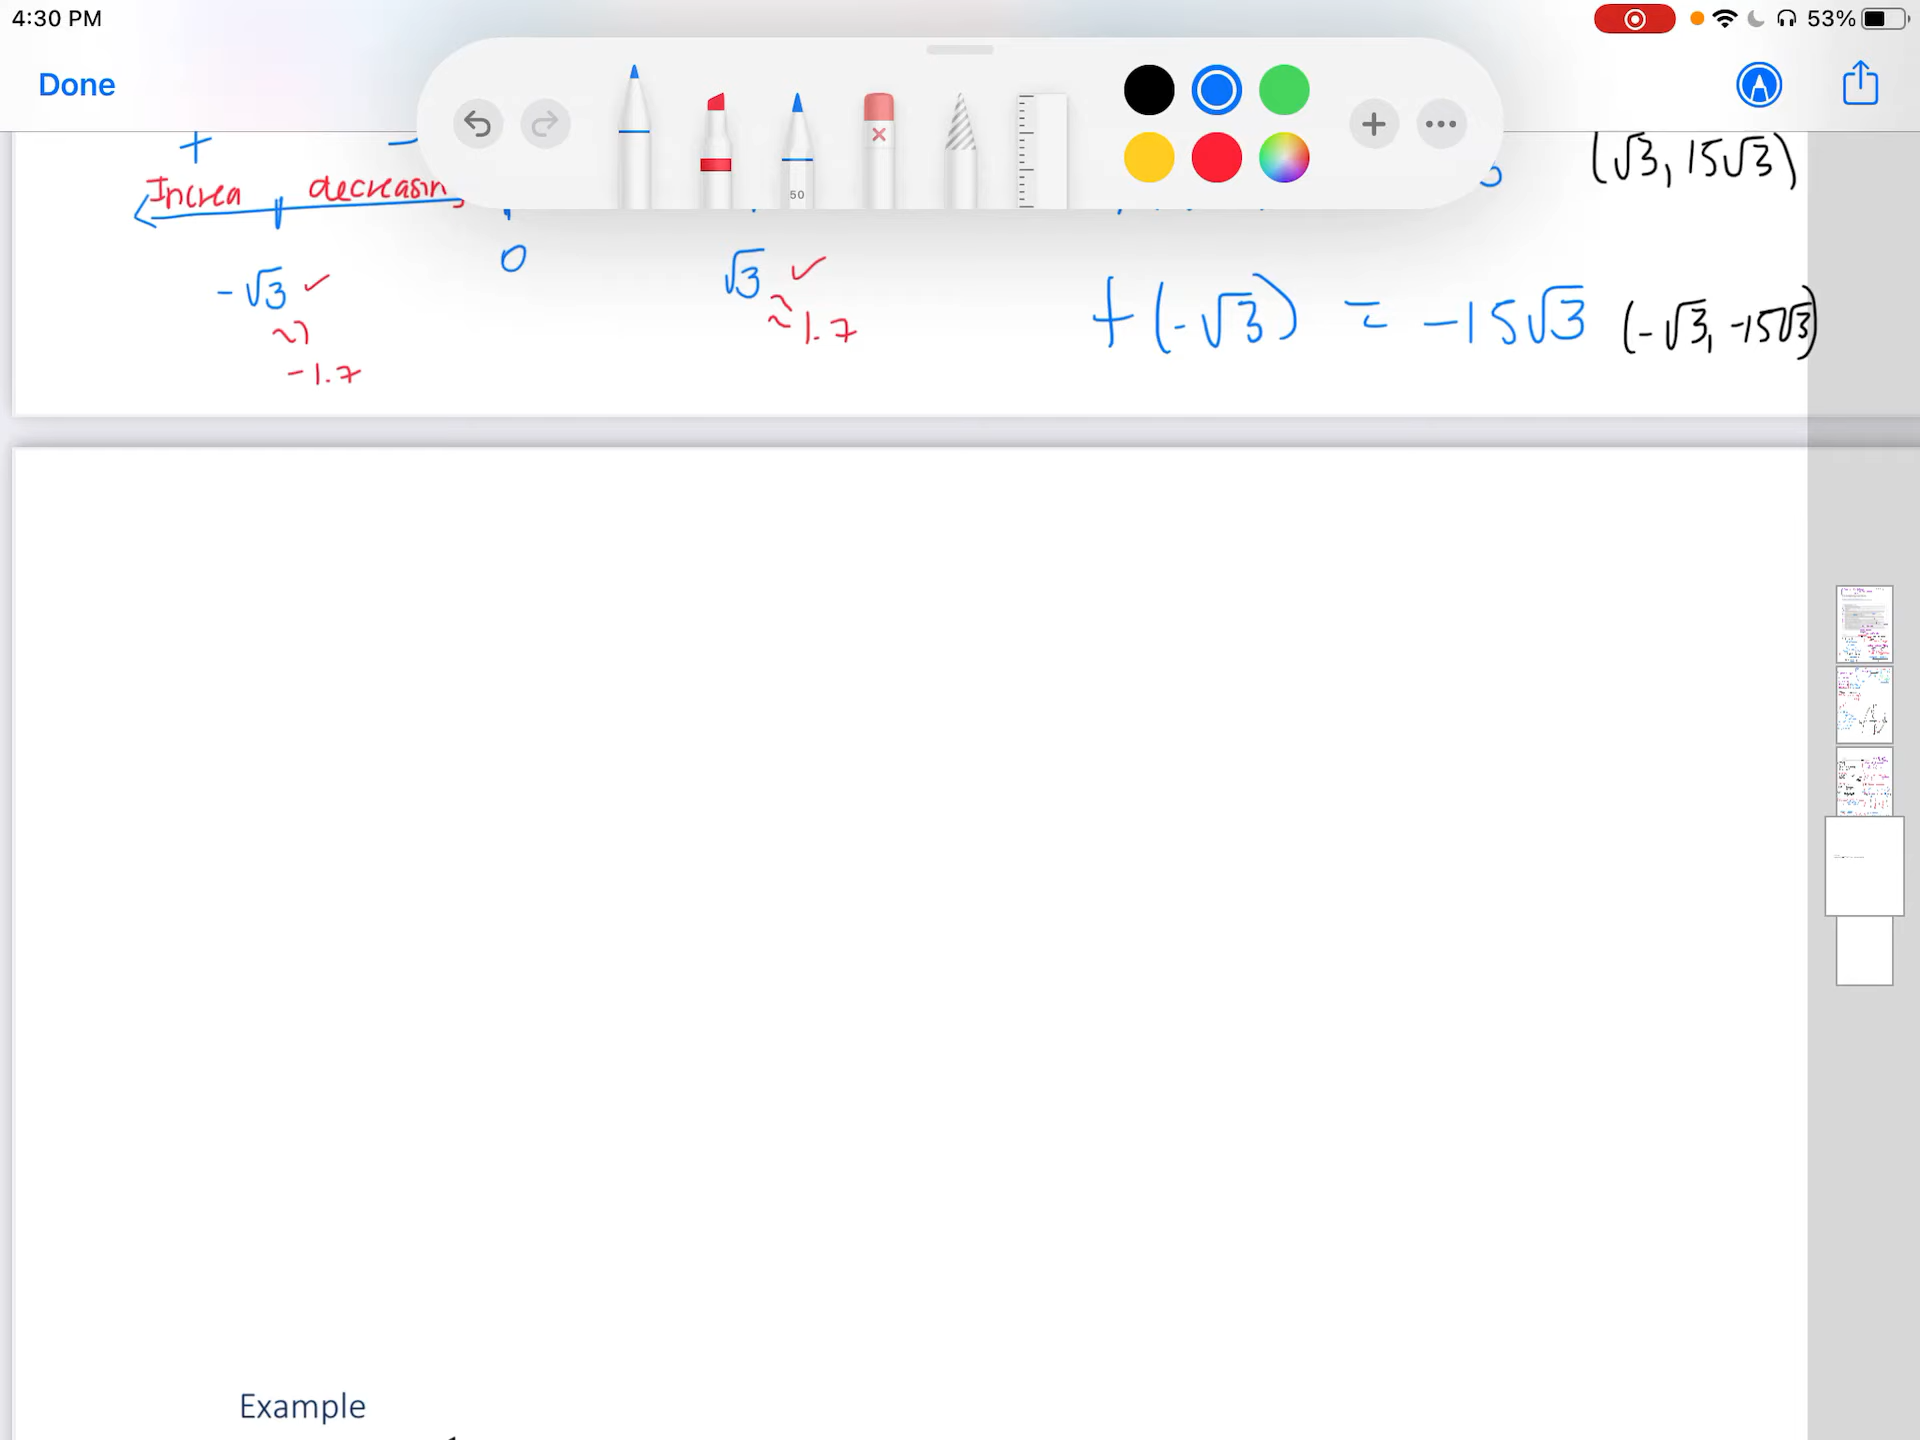 4:30 PM
53%
Done
50
+ −
(√3, 15√3)
Increa decreasin
0
-√3 ✓
√3 ✓
≈
-1.7
≈ 1.7
f(-√3) = -15√3 (-√3, -15√3)
Example